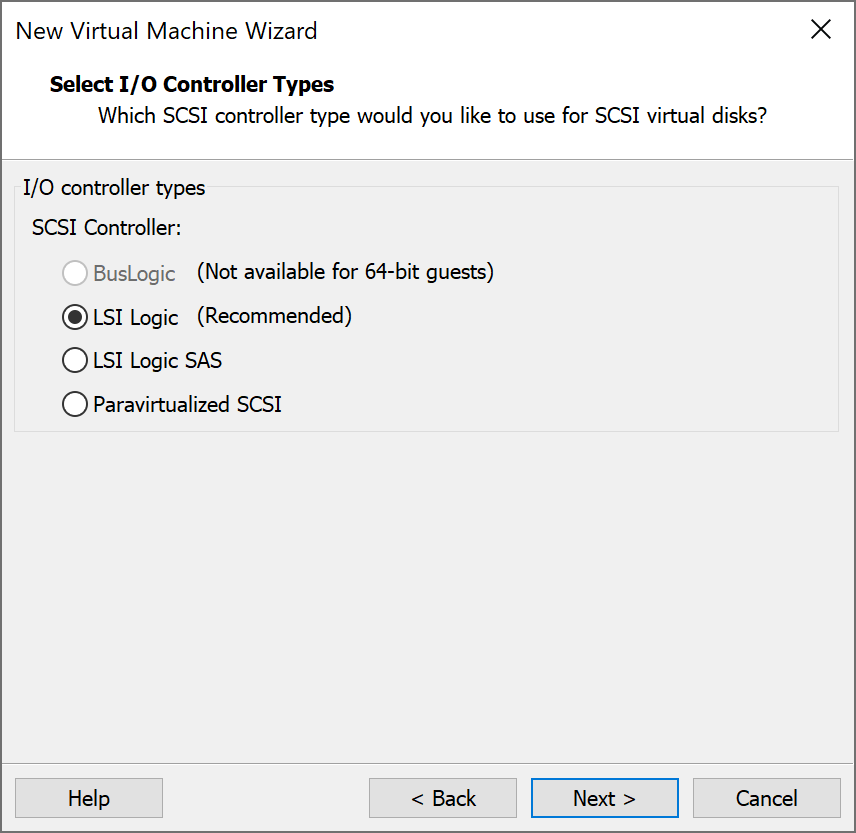 New Virtual Machine Wizard
Select I/O Controller Types
Which SCSI controller type would you like to use for SCSI virtual disks?
I/O controller types
SCSI Controller:
BusLogic (Not available for 64-bit guests)
LSI Logic (Recommended)
LSI Logic SAS
Paravirtualized SCSI
Help < Back Next > Cancel